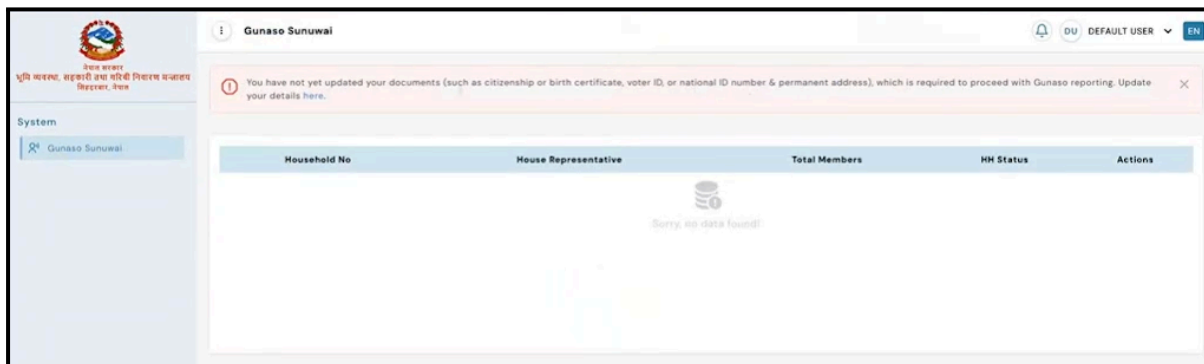 Gunaso Sunuwai
DU DEFAULT USER EN
नेपाल सरकार
भूमि व्यवस्था, सहकारी तथा गरिबी निवारण मन्त्रालय
सिंहदरबार, नेपाल
You have not yet updated your documents (such as citizenship or birth certificate, voter ID, or national ID number & permanent address), which is required to proceed with Gunaso reporting. Update
your details here.
System
Gunaso Sunuwai
Household No House Representative Total Members HH Status Actions
Sorry, no data found!